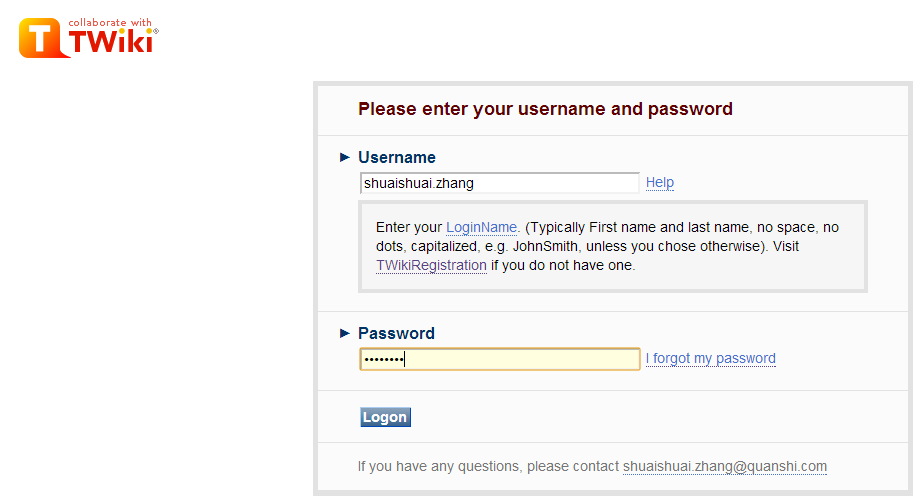 collaborate with
T TWiki®
Please enter your username and password
Username
shuaishuai.zhang Help
Enter your LoginName. (Typically First name and last name, no space, no
dots, capitalized, e.g. JohnSmith, unless you chose otherwise). Visit
TWikiRegistration if you do not have one.
Password
•••••••• I forgot my password
Logon
If you have any questions, please contact shuaishuai.zhang@quanshi.com